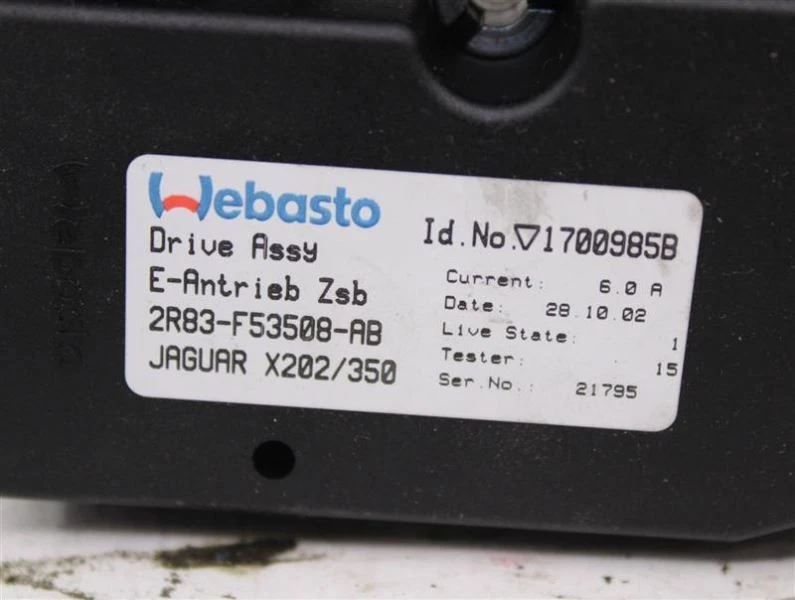 Webasto
Drive Assy
E-Antrieb Zsb
2R83-F53508-AB
JAGUAR X202/350
Id.No.▽1700985B
Current: 6.0 A
Date: 28.10.02
Live State: 1
Tester: 15
Ser.No.: 21795
Webasto